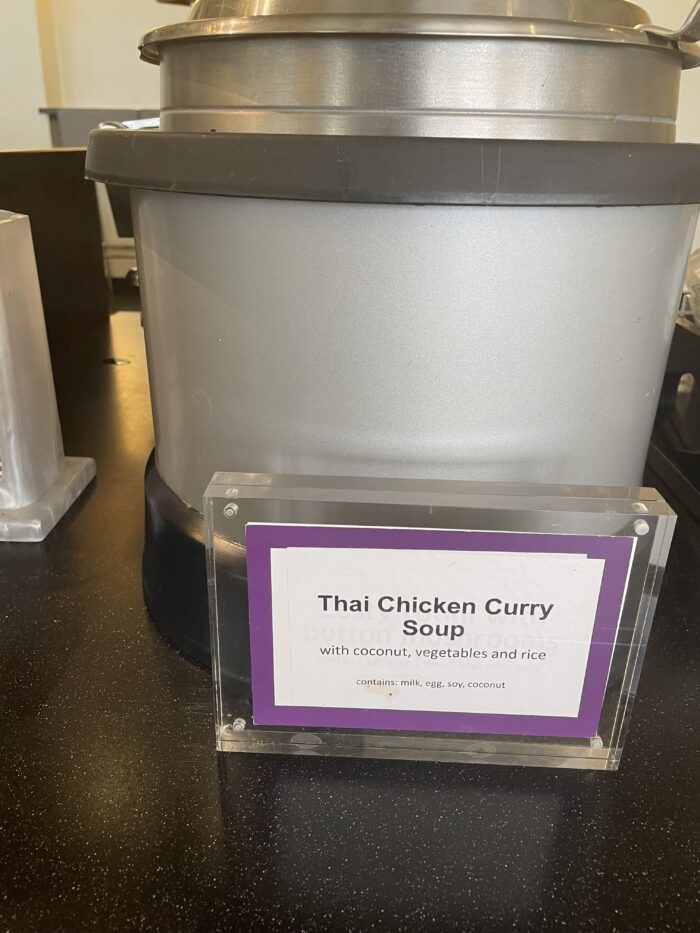 Thai Chicken Curry
Soup
with coconut, vegetables and rice
contains: milk, egg, soy, coconut